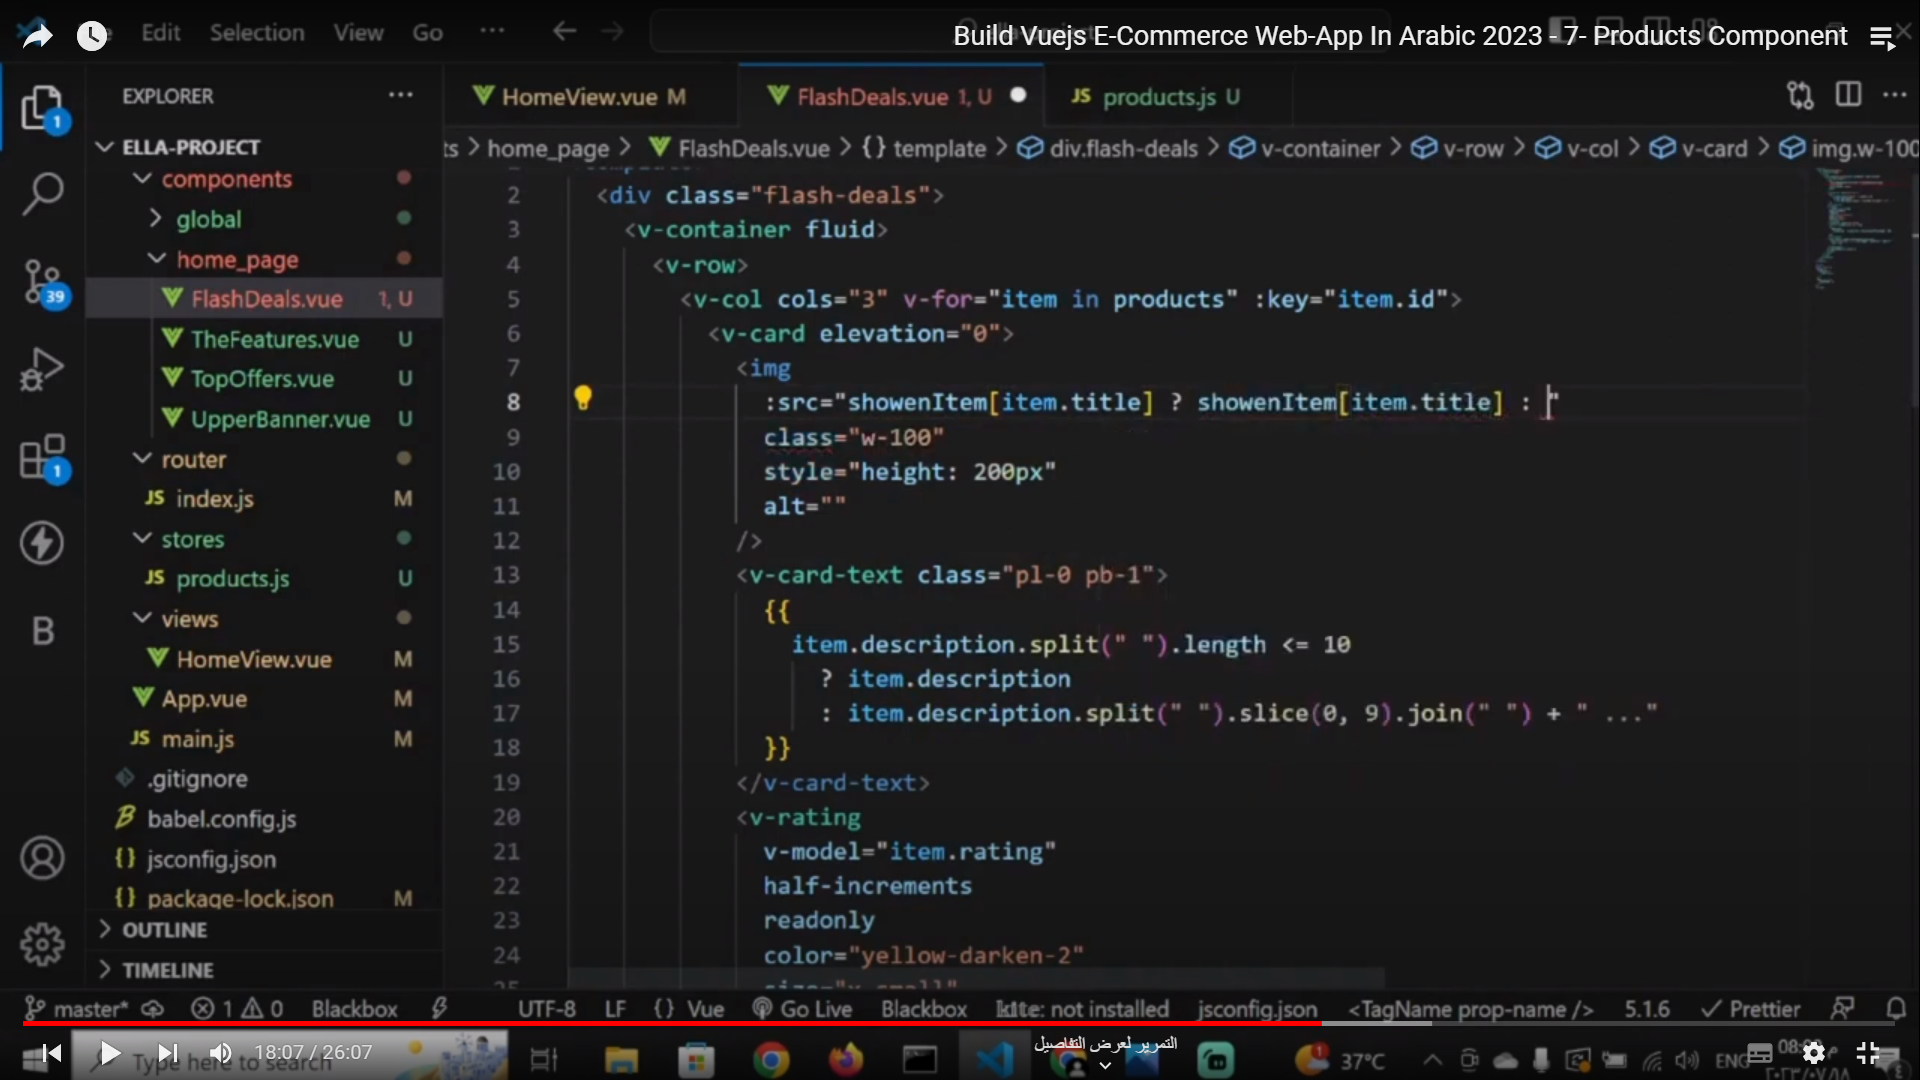 Edit Selection View Go ···
Build Vuejs E-Commerce Web-App In Arabic 2023 - 7- Products Component
EXPLORER ···
ELLA-PROJECT
components
global
home_page
FlashDeals.vue 1, U
TheFeatures.vue U
TopOffers.vue U
UpperBanner.vue U
router
JS index.js M
stores
JS products.js U
views
HomeView.vue M
App.vue M
JS main.js M
.gitignore
babel.config.js
{} jsconfig.json
{} package-lock.json M
OUTLINE
TIMELINE
1
39
1
B
HomeView.vue M FlashDeals.vue 1, U JS products.js U
ts > home_page > FlashDeals.vue > {} template > div.flash-deals > v-container > v-row > v-col > v-card > img.w-100
2 <div class="flash-deals">
3 <v-container fluid>
4 <v-row>
5 <v-col cols="3" v-for="item in products" :key="item.id">
6 <v-card elevation="0">
7 <img
8 :src="showenItem[item.title] ? showenItem[item.title] : "
9 class="w-100"
10 style="height: 200px"
11 alt=""
12 />
13 <v-card-text class="pl-0 pb-1">
14 {{
15 item.description.split(" ").length <= 10
16 ? item.description
17 : item.description.split(" ").slice(0, 9).join(" ") + " ..."
18 }}
19 </v-card-text>
20 <v-rating
21 v-model="item.rating"
22 half-increments
23 readonly
24 color="yellow-darken-2"
25 size="x-small"
master* 1 0 Blackbox UTF-8 LF {} Vue Go Live Blackbox kite: not installed jsconfig.json <TagName prop-name /> 5.1.6 Prettier
18:07 / 26:07
Type here to search
التمرير لعرض التفاصيل
1 37°C ENG